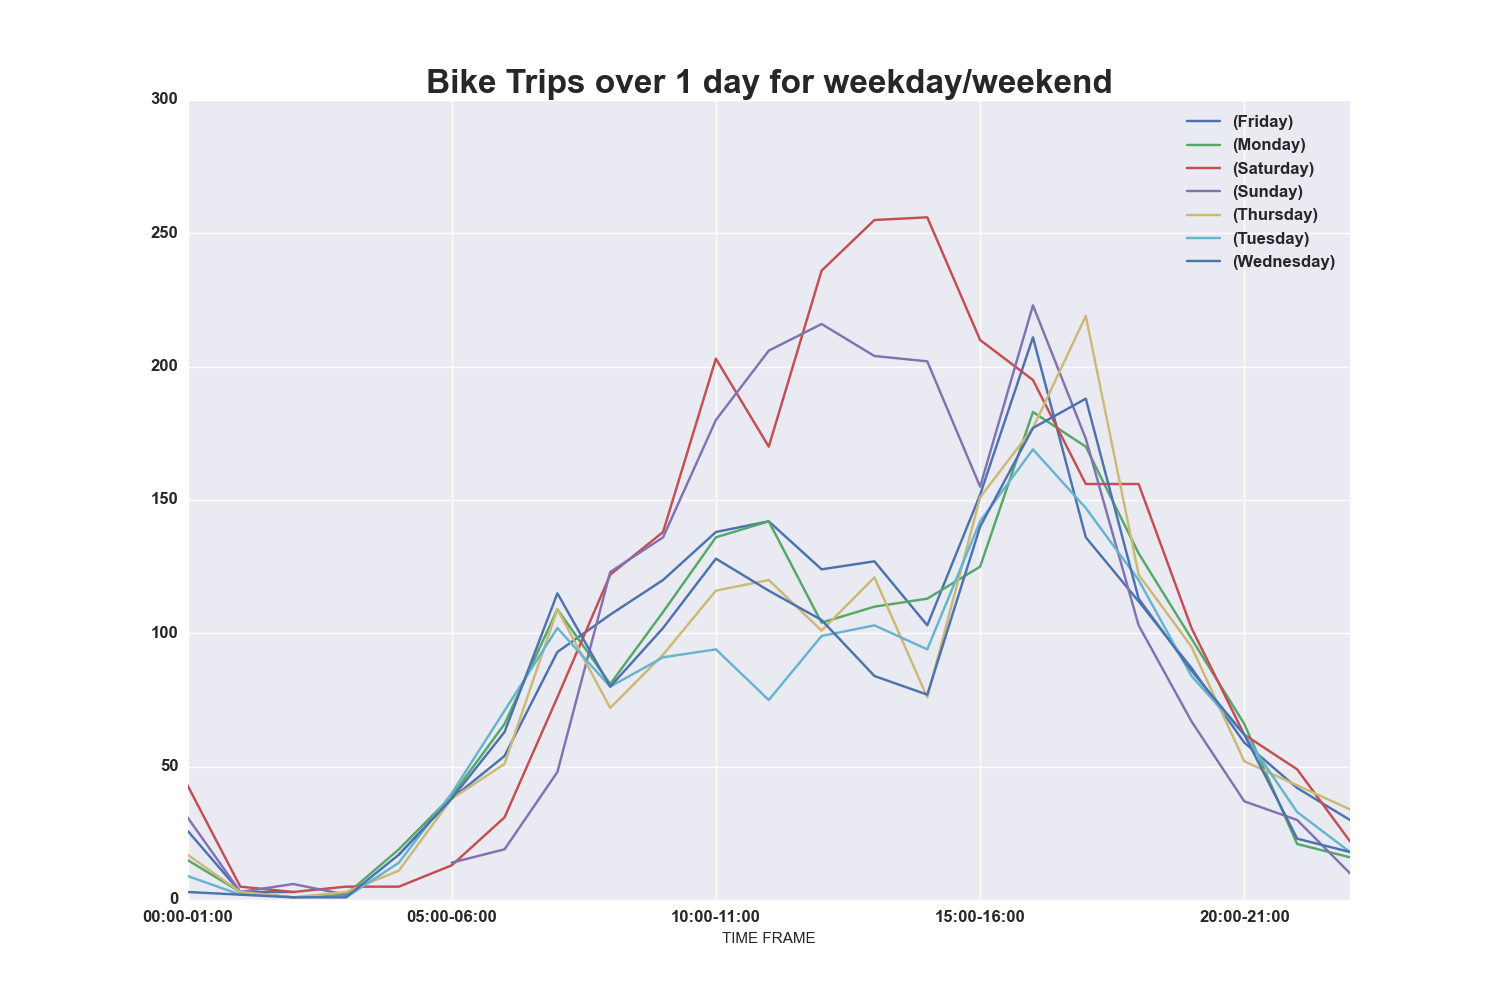 Bike Trips over 1 day for weekday/weekend
300
250
200
150
100
50
0
(Friday)
(Monday)
(Saturday)
(Sunday)
(Thursday)
(Tuesday)
(Wednesday)
00:00-01:00 05:00-06:00 10:00-11:00 15:00-16:00 20:00-21:00
TIME FRAME